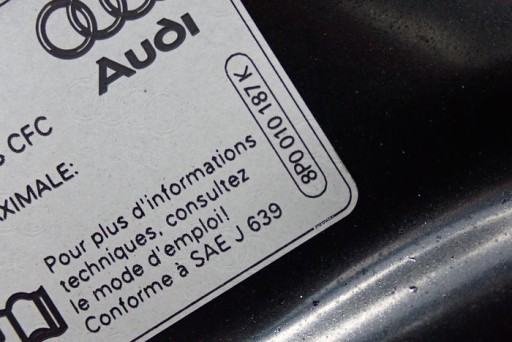 Audi
8P0 010 187 K
CFC
XIMALE:
Pour plus d'informations
techniques, consultez
le mode d'emploi!
Conforme à SAE J 639